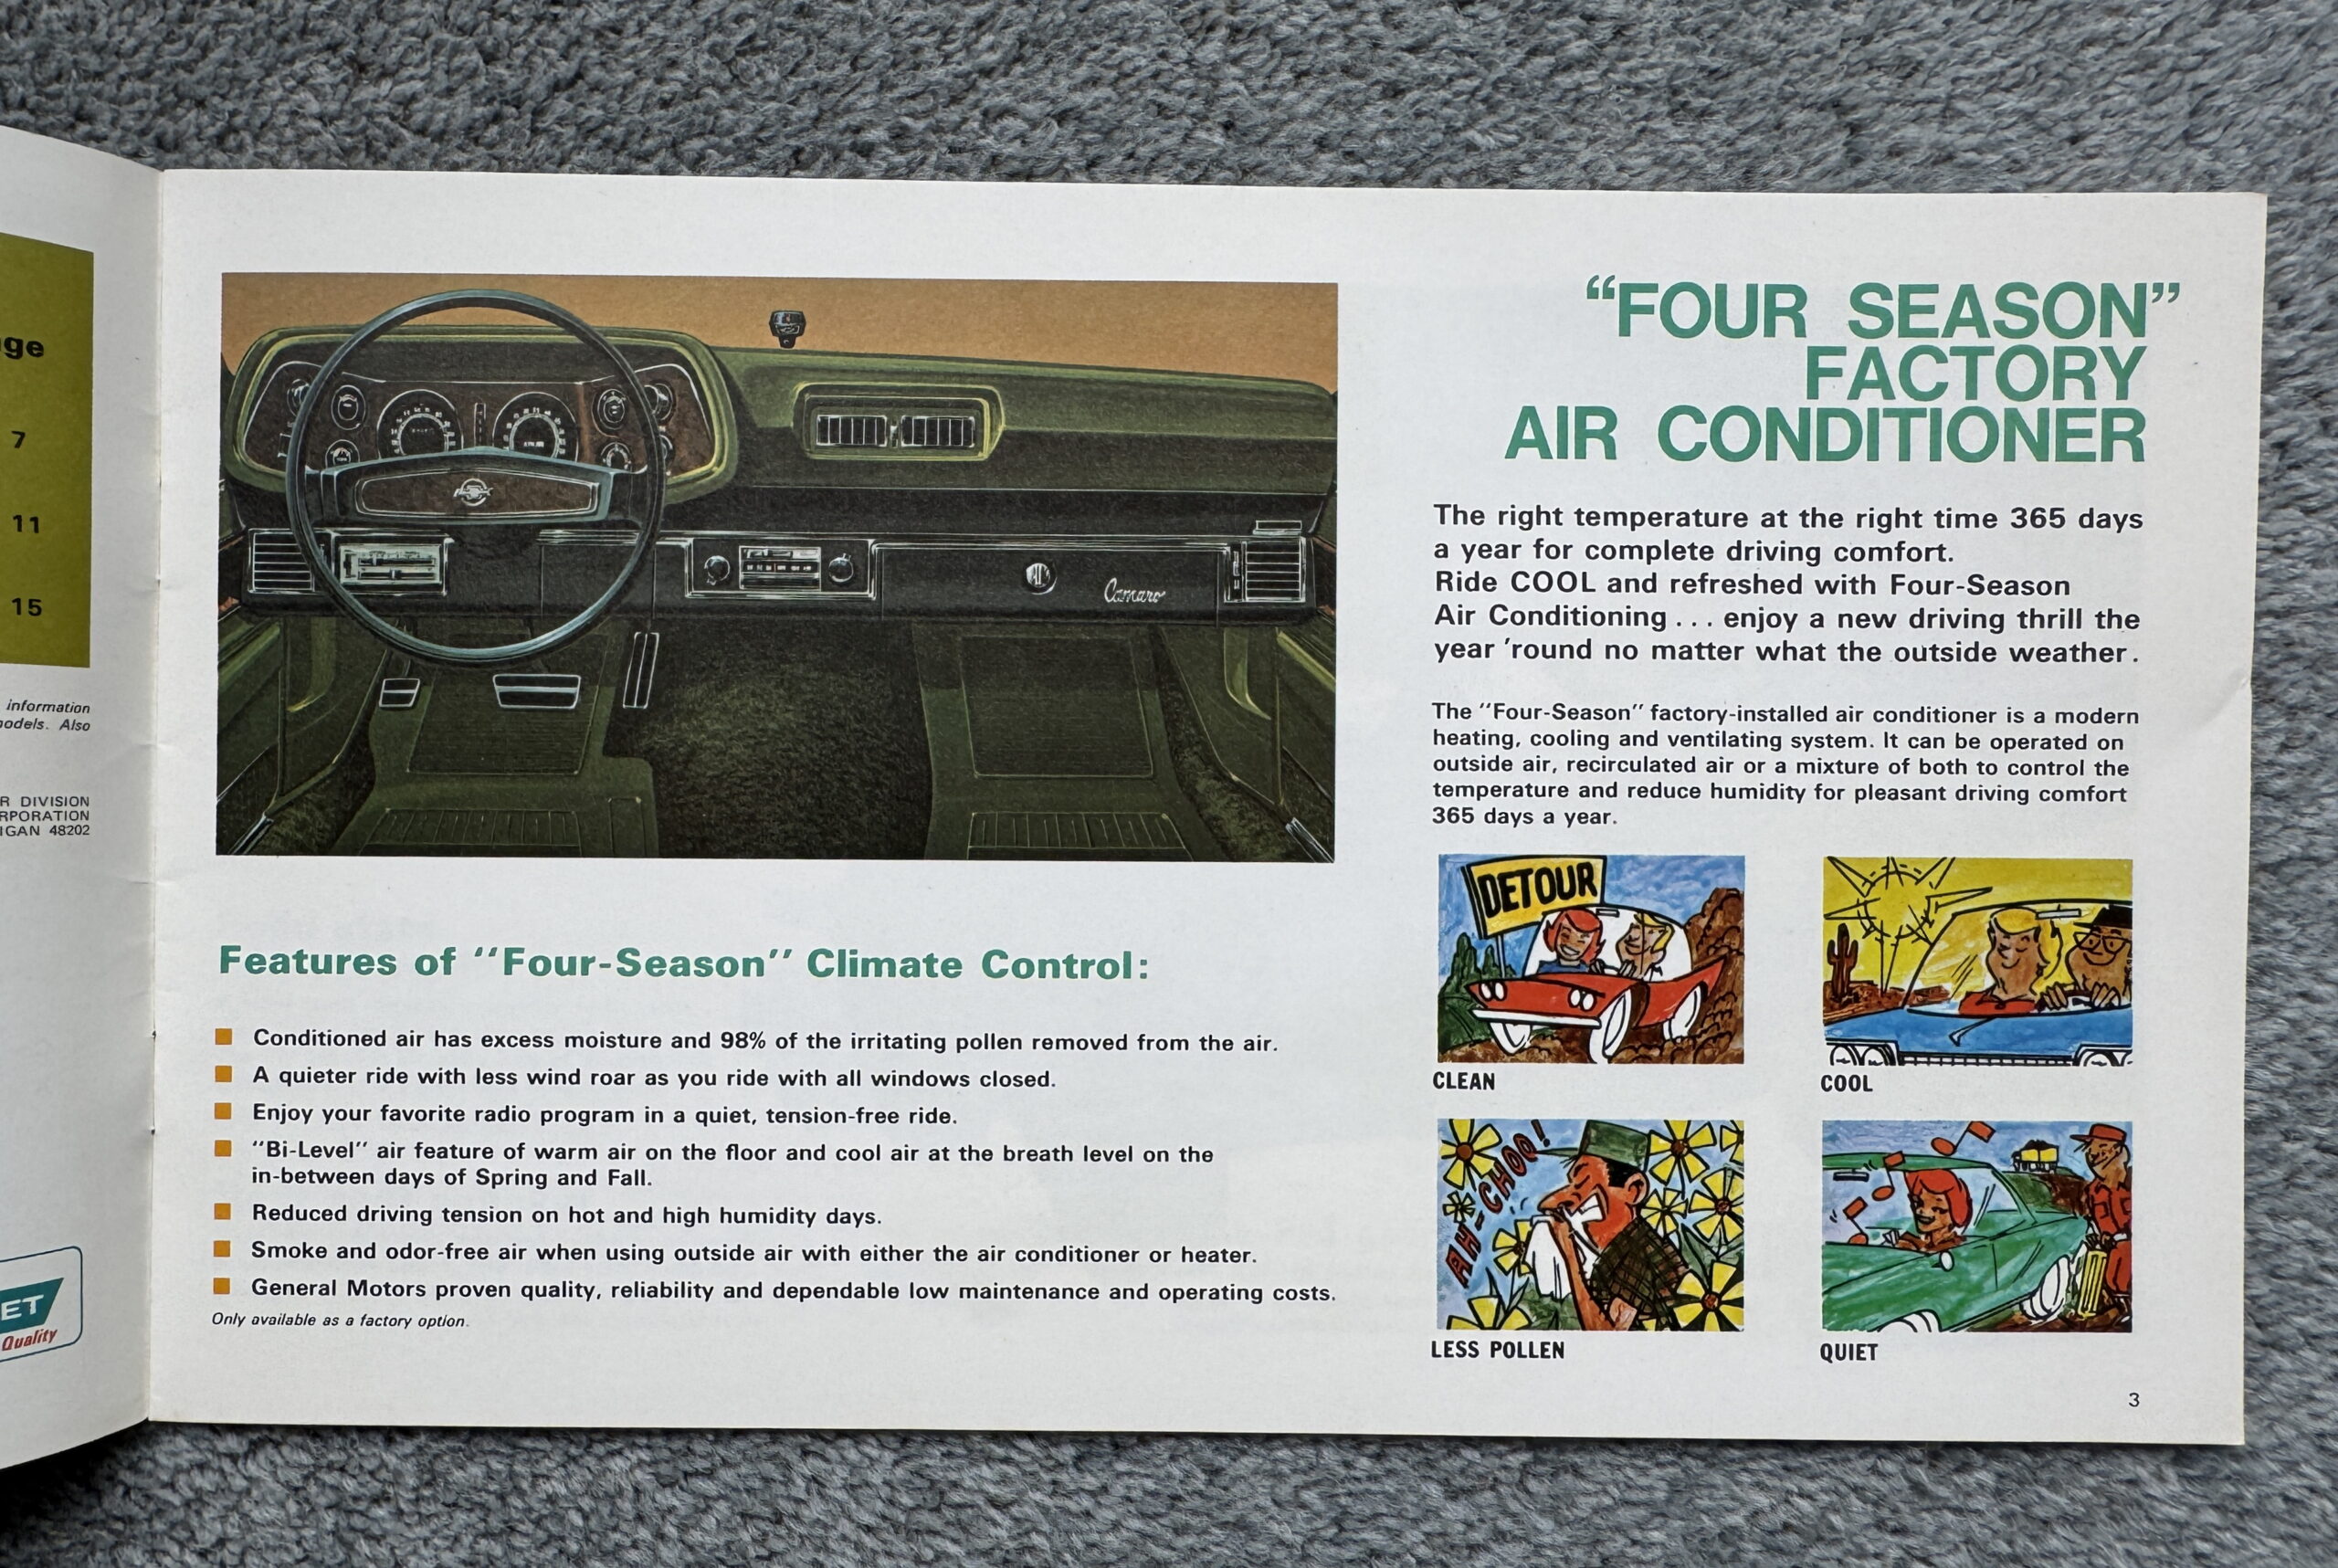 ge
7
11
15
information
models. Also
R DIVISION
RPORATION
IGAN 48202
ET
Quality
Camaro
"FOUR SEASON"
FACTORY
AIR CONDITIONER
The right temperature at the right time 365 days
a year for complete driving comfort.
Ride COOL and refreshed with Four-Season
Air Conditioning . . . enjoy a new driving thrill the
year 'round no matter what the outside weather.
The "Four-Season" factory-installed air conditioner is a modern
heating, cooling and ventilating system. It can be operated on
outside air, recirculated air or a mixture of both to control the
temperature and reduce humidity for pleasant driving comfort
365 days a year.
Features of "Four-Season" Climate Control:
Conditioned air has excess moisture and 98% of the irritating pollen removed from the air.
A quieter ride with less wind roar as you ride with all windows closed.
Enjoy your favorite radio program in a quiet, tension-free ride.
"Bi-Level" air feature of warm air on the floor and cool air at the breath level on the
in-between days of Spring and Fall.
Reduced driving tension on hot and high humidity days.
Smoke and odor-free air when using outside air with either the air conditioner or heater.
General Motors proven quality, reliability and dependable low maintenance and operating costs.
Only available as a factory option.
DETOUR
CLEAN
COOL
AH-CHOO!
LESS POLLEN
QUIET
3